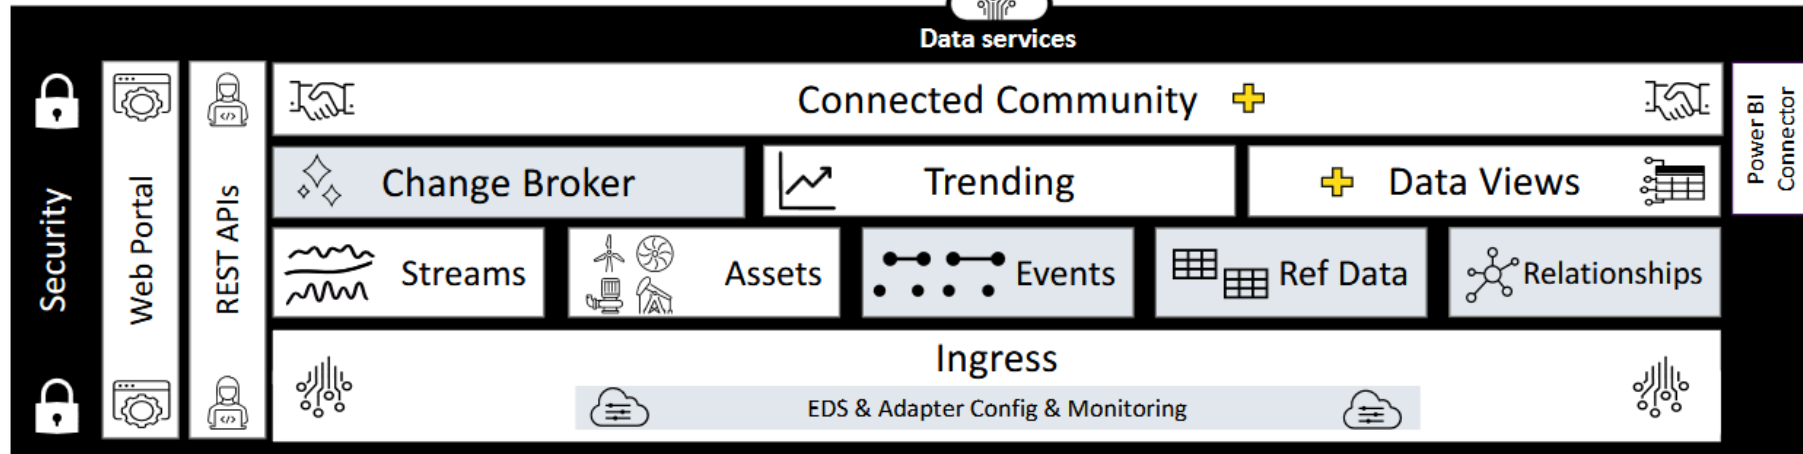 Data services
Security
Web Portal
REST APIs
Connected Community
Power BI
Connector
Change Broker
Trending
Data Views
Streams
Assets
Events
Ref Data
Relationships
Ingress
EDS & Adapter Config & Monitoring